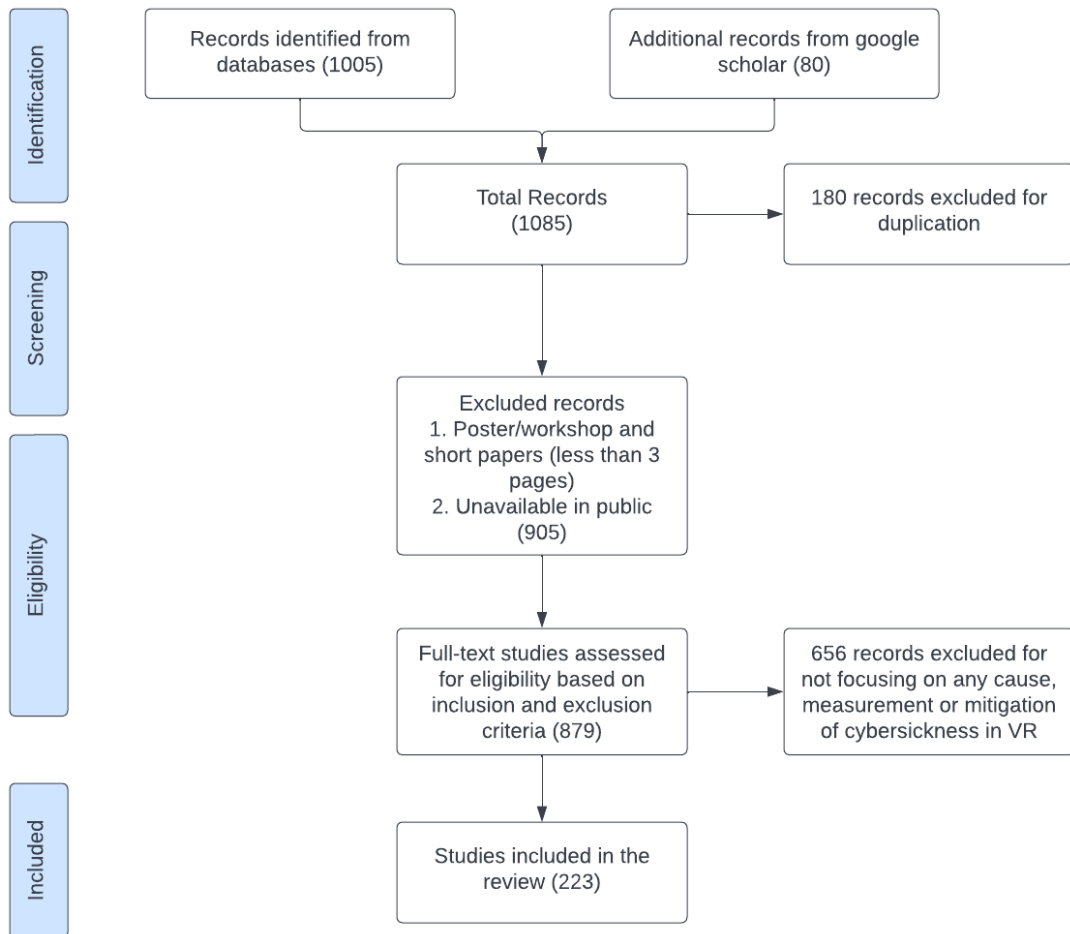 Identification
Records identified from
databases (1005)
Additional records from google
scholar (80)
Total Records
(1085)
180 records excluded for
duplication
Screening
Excluded records
1. Poster/workshop and
short papers (less than 3
pages)
2. Unavailable in public
(905)
Eligibility
Full-text studies assessed
for eligibility based on
inclusion and exclusion
criteria (879)
656 records excluded for
not focusing on any cause,
measurement or mitigation
of cybersickness in VR
Included
Studies included in the
review (223)